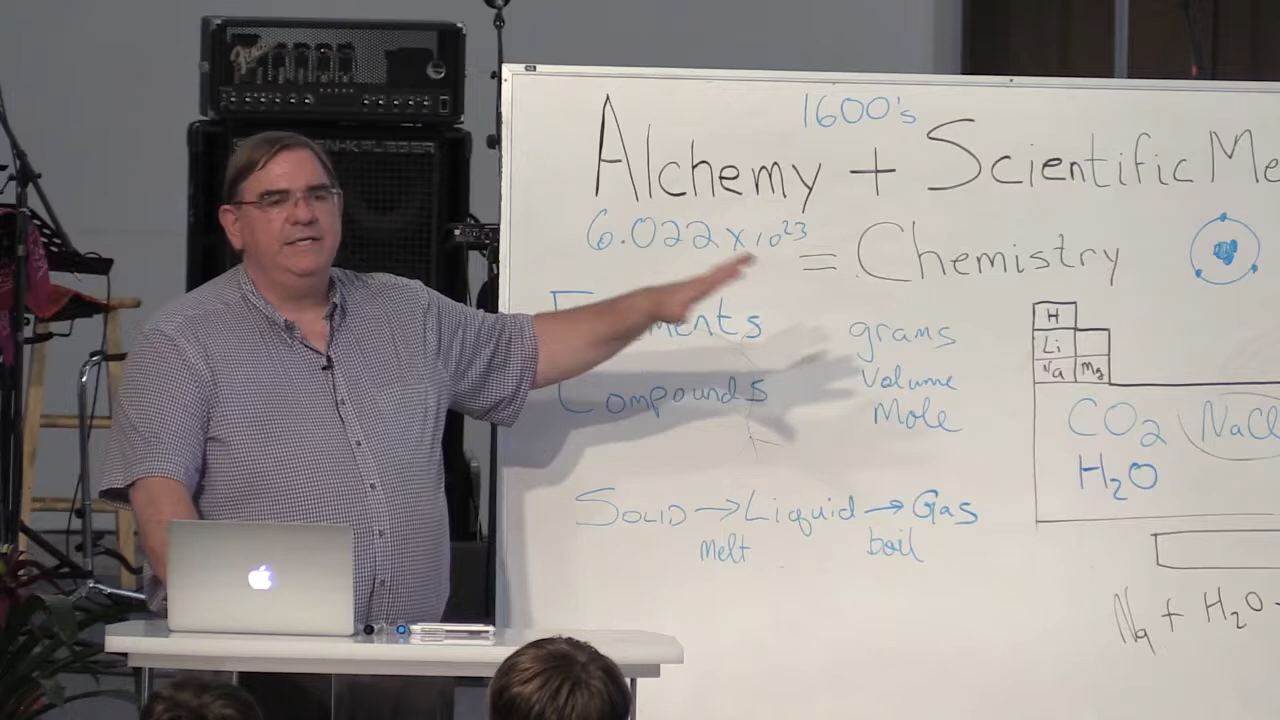 Fender
1600's
Alchemy + Scientific Me
6.022 x 10²³
= Chemistry
ments
grams
Compounds
Volume
Mole
H
Li
Na Mg
CO₂ NaCl
H₂O
SOLID → Liquid → Gas
melt boil
Na + H₂O